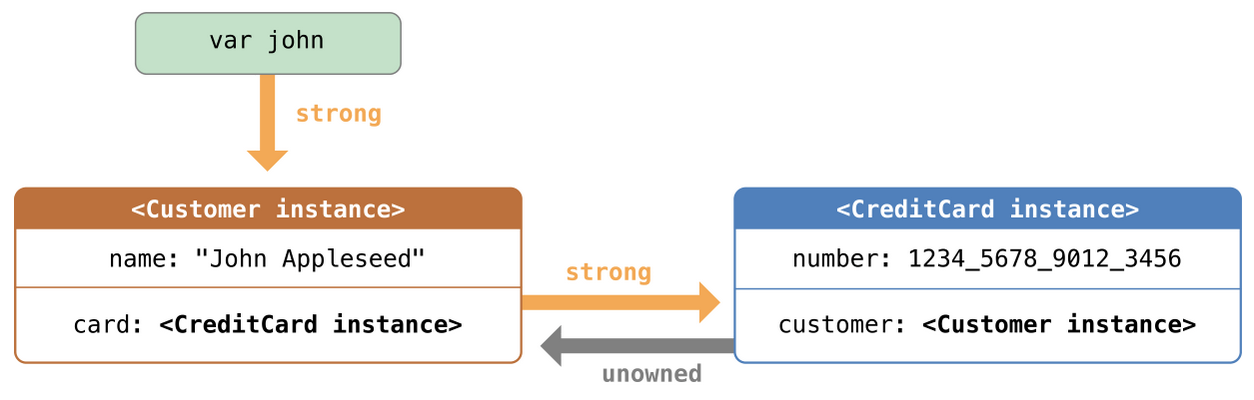 var john
strong
<Customer instance>
name: "John Appleseed"
card: <CreditCard instance>
strong
unowned
<CreditCard instance>
number: 1234_5678_9012_3456
customer: <Customer instance>